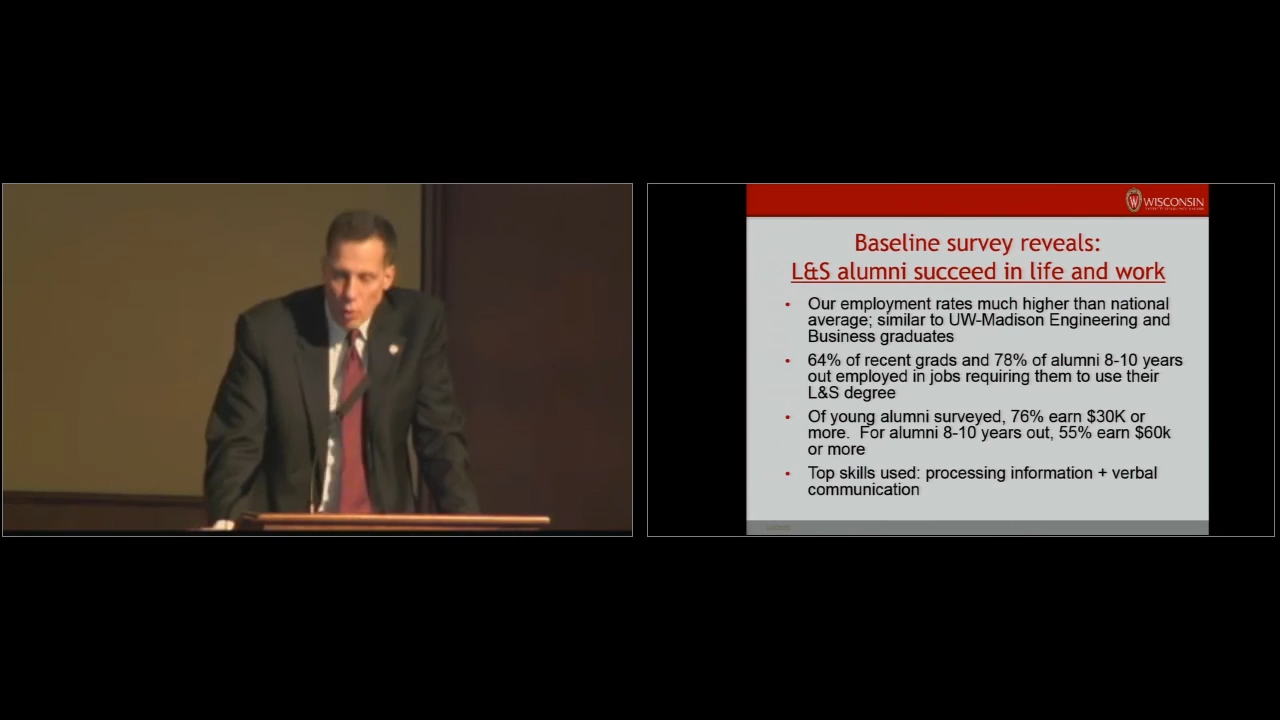 WISCONSIN
Baseline survey reveals:
L&S alumni succeed in life and work
• Our employment rates much higher than national
average; similar to UW-Madison Engineering and
Business graduates
• 64% of recent grads and 78% of alumni 8-10 years
out employed in jobs requiring them to use their
L&S degree
• Of young alumni surveyed, 76% earn $30K or
more.  For alumni 8-10 years out, 55% earn $60k
or more
• Top skills used: processing information + verbal
communication